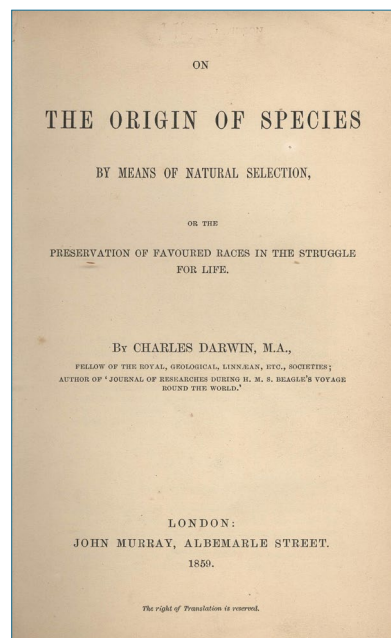 ON
THE ORIGIN OF SPECIES
BY MEANS OF NATURAL SELECTION,
OR THE
PRESERVATION OF FAVOURED RACES IN THE STRUGGLE
FOR LIFE.
By CHARLES DARWIN, M.A.,
FELLOW OF THE ROYAL, GEOLOGICAL, LINNÆAN, ETC., SOCIETIES;
AUTHOR OF ‘JOURNAL OF RESEARCHES DURING H. M. S. BEAGLE’S VOYAGE
ROUND THE WORLD.’
LONDON:
JOHN MURRAY, ALBEMARLE STREET.
1859.
The right of Translation is reserved.